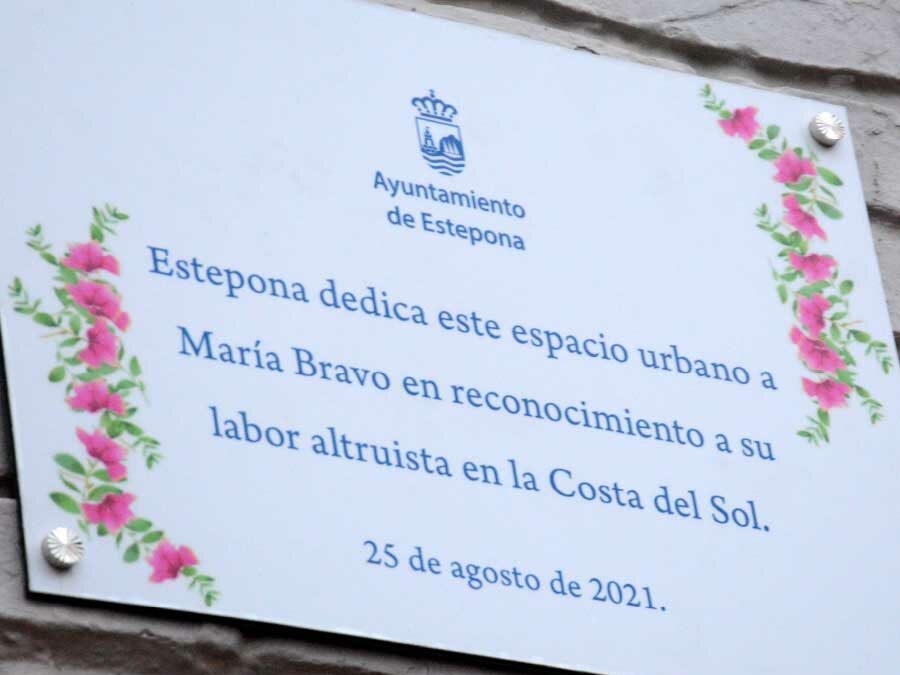 Ayuntamiento
de Estepona
Estepona dedica este espacio urbano a
María Bravo en reconocimiento a su
labor altruista en la Costa del Sol.
25 de agosto de 2021.